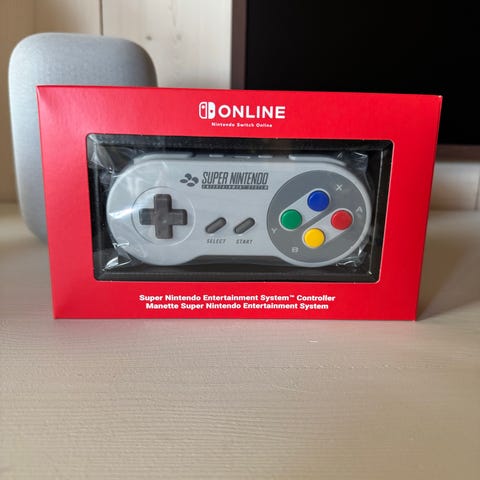 ONLINE
Nintendo Switch Online
SUPER NINTENDO
ENTERTAINMENT SYSTEM
X
A
Y
B
SELECT START
Super Nintendo Entertainment System™ Controller
Manette Super Nintendo Entertainment System